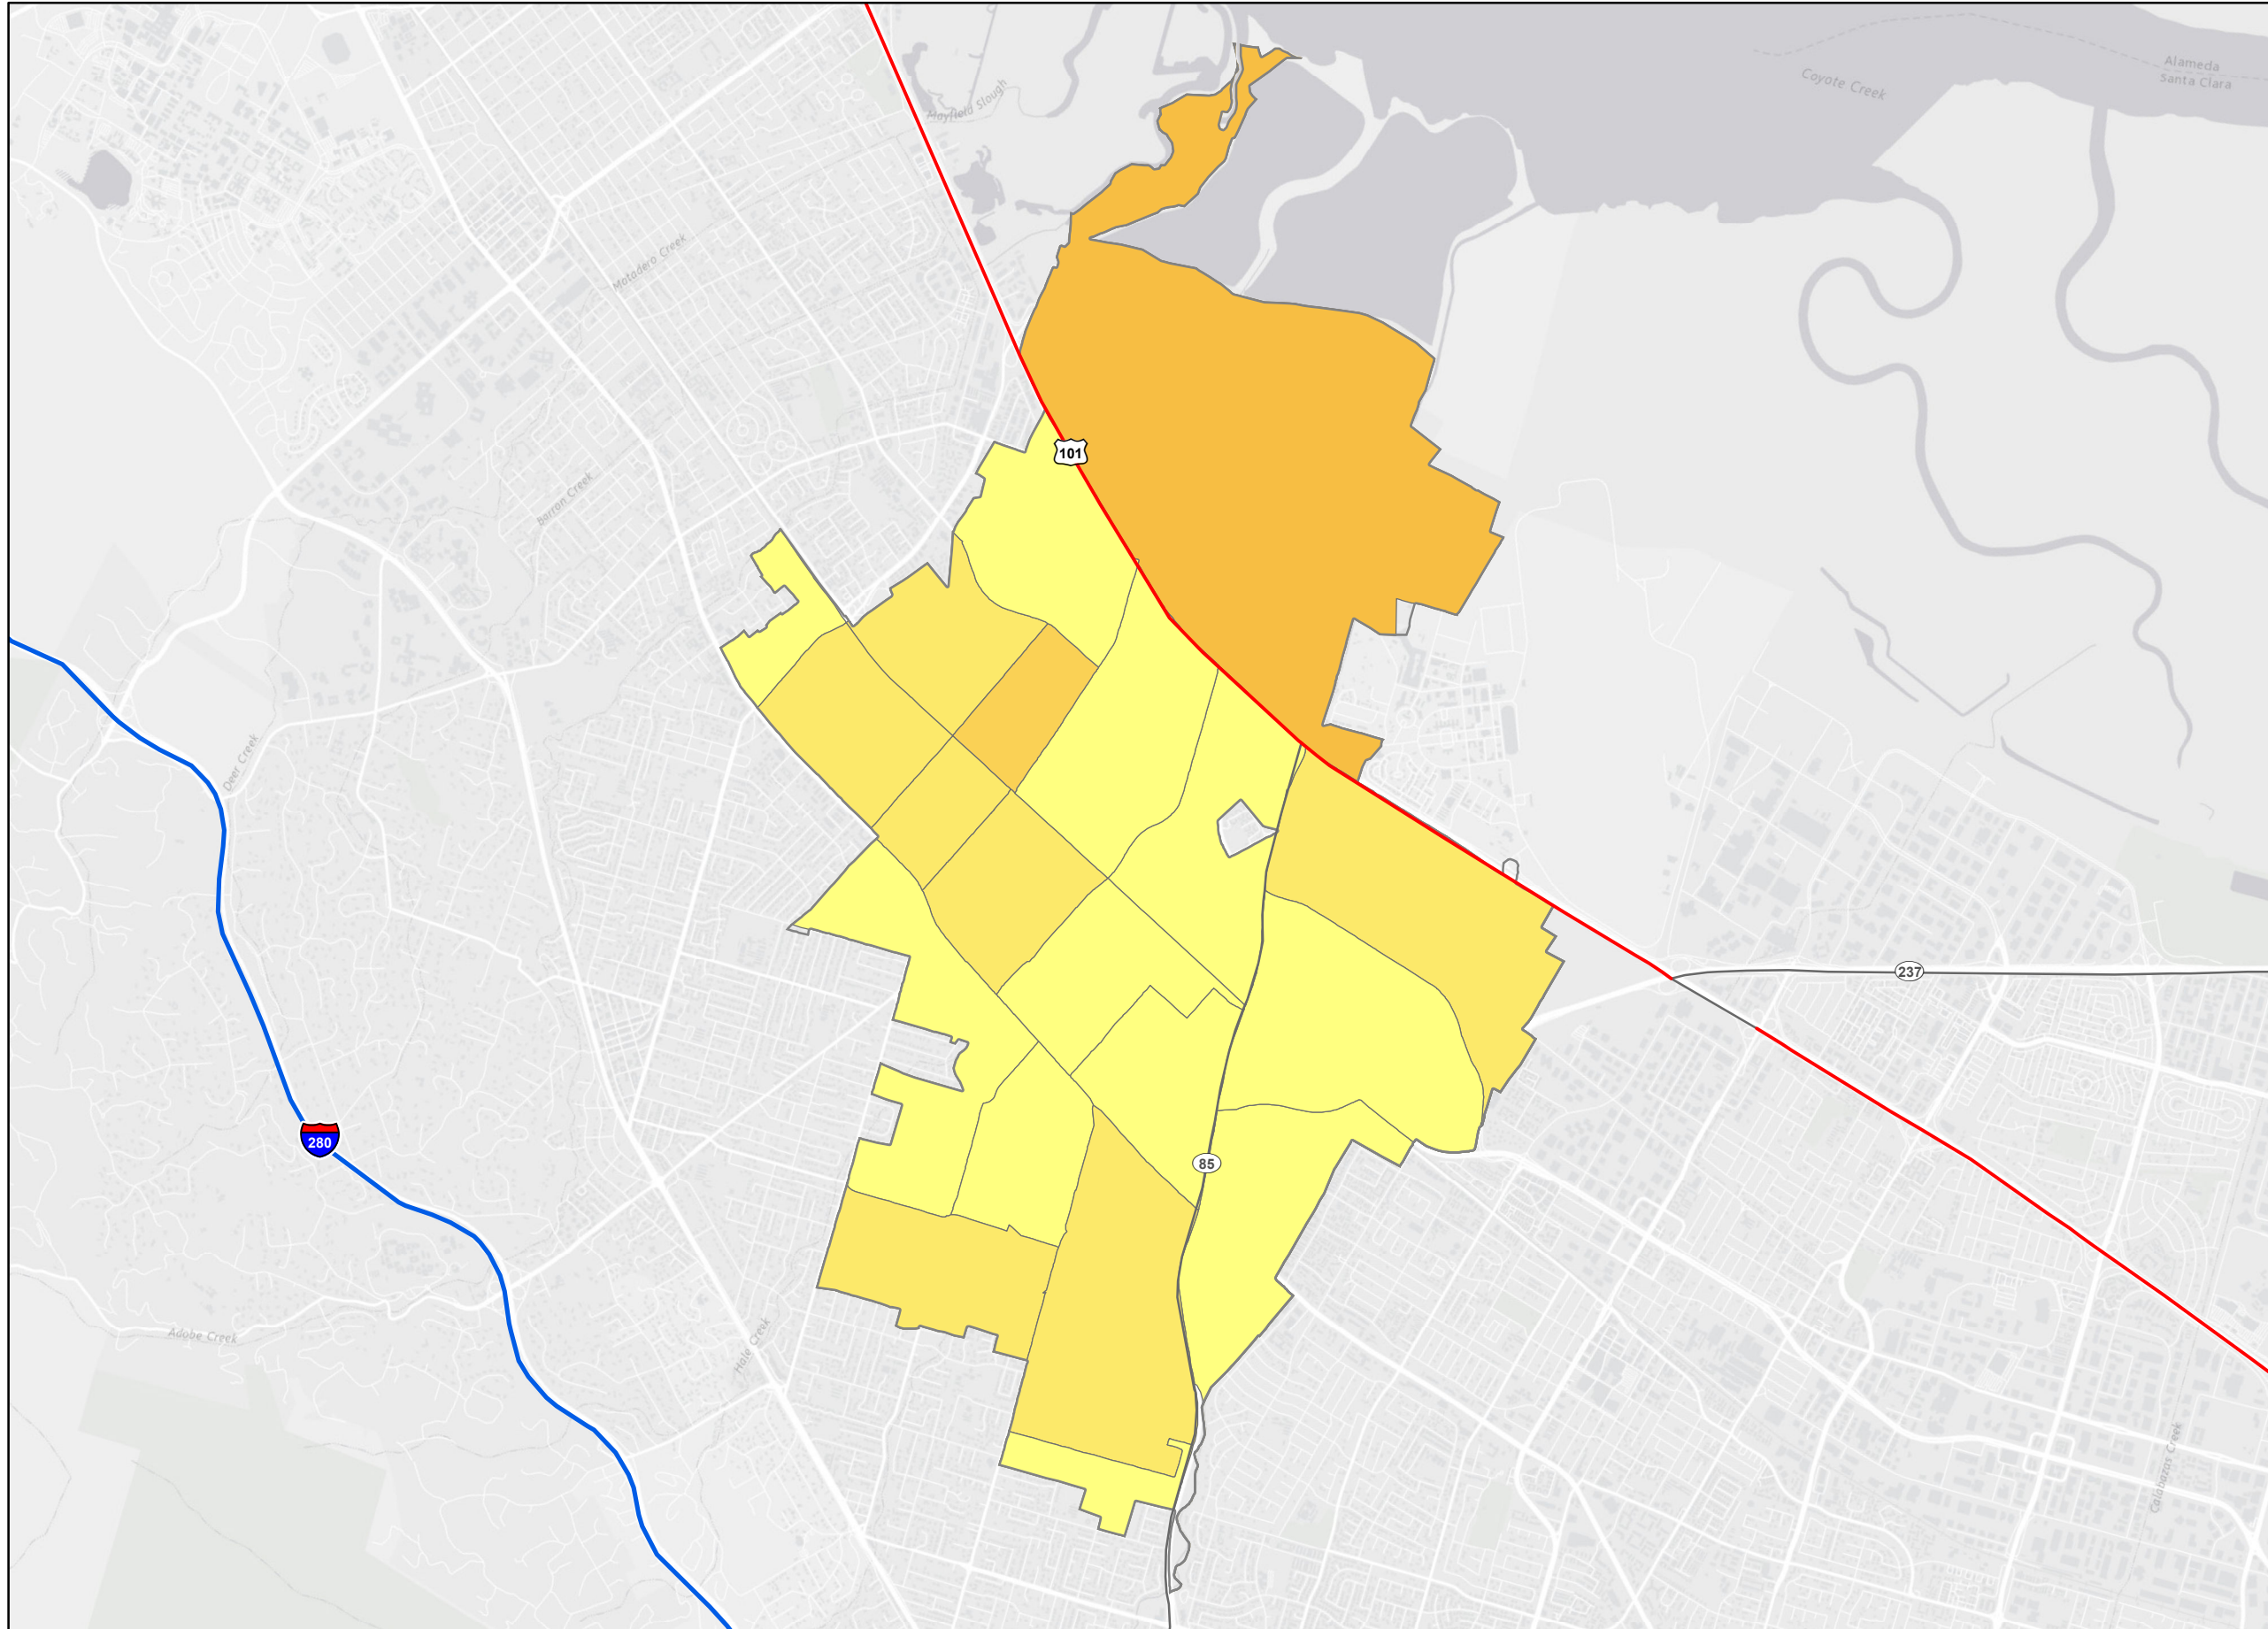 Alameda
Santa Clara
Coyote Creek
Mayfield Slough
Matadero Creek
101
Barron Creek
Deer Creek
237
280
85
Adobe Creek
Hale Creek
Calabazas Creek